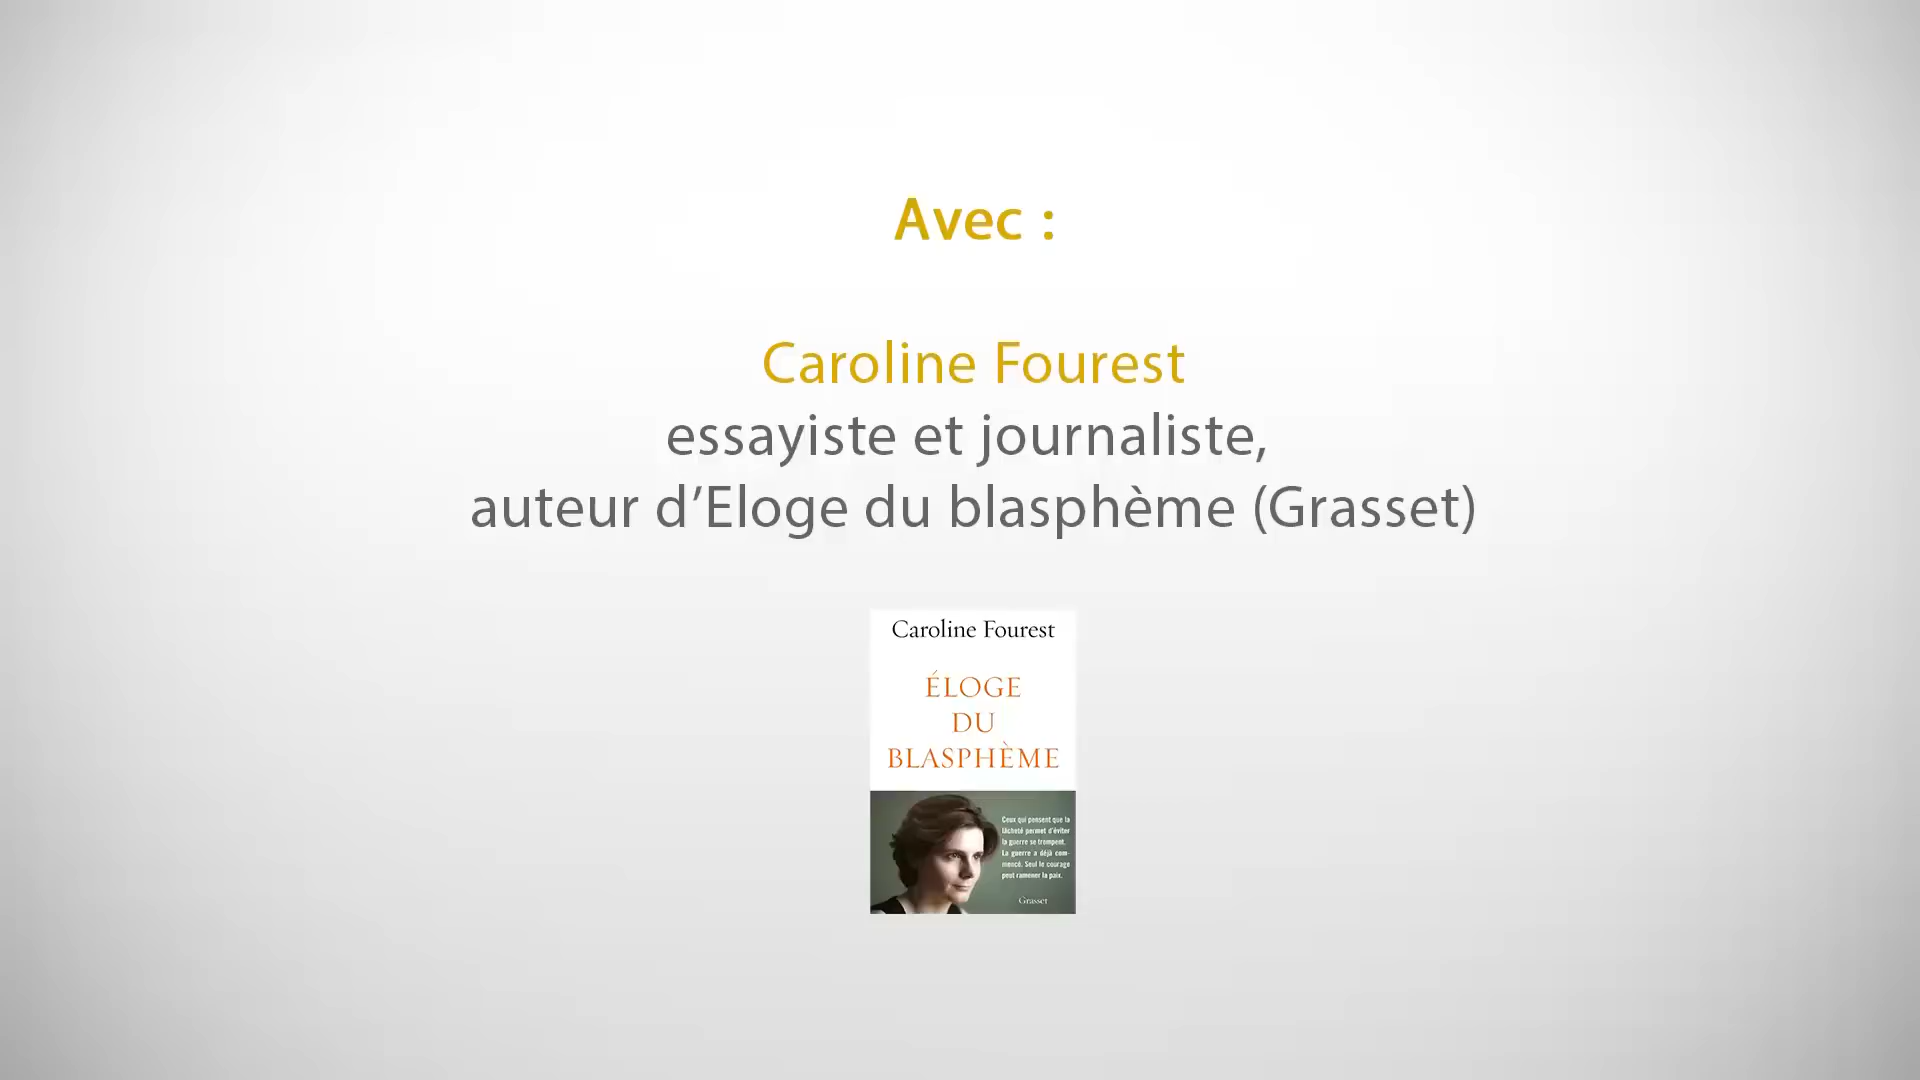 Avec :
Caroline Fourest
essayiste et journaliste,
auteur d’Eloge du blasphème (Grasset)
Caroline Fourest
ÉLOGE
DU
BLASPHÈME
Ceux qui pensent que la
lâcheté permet d'éviter
la guerre se trompent.
La guerre a déjà com-
mencé. Seul le courage
peut ramener la paix.
Grasset